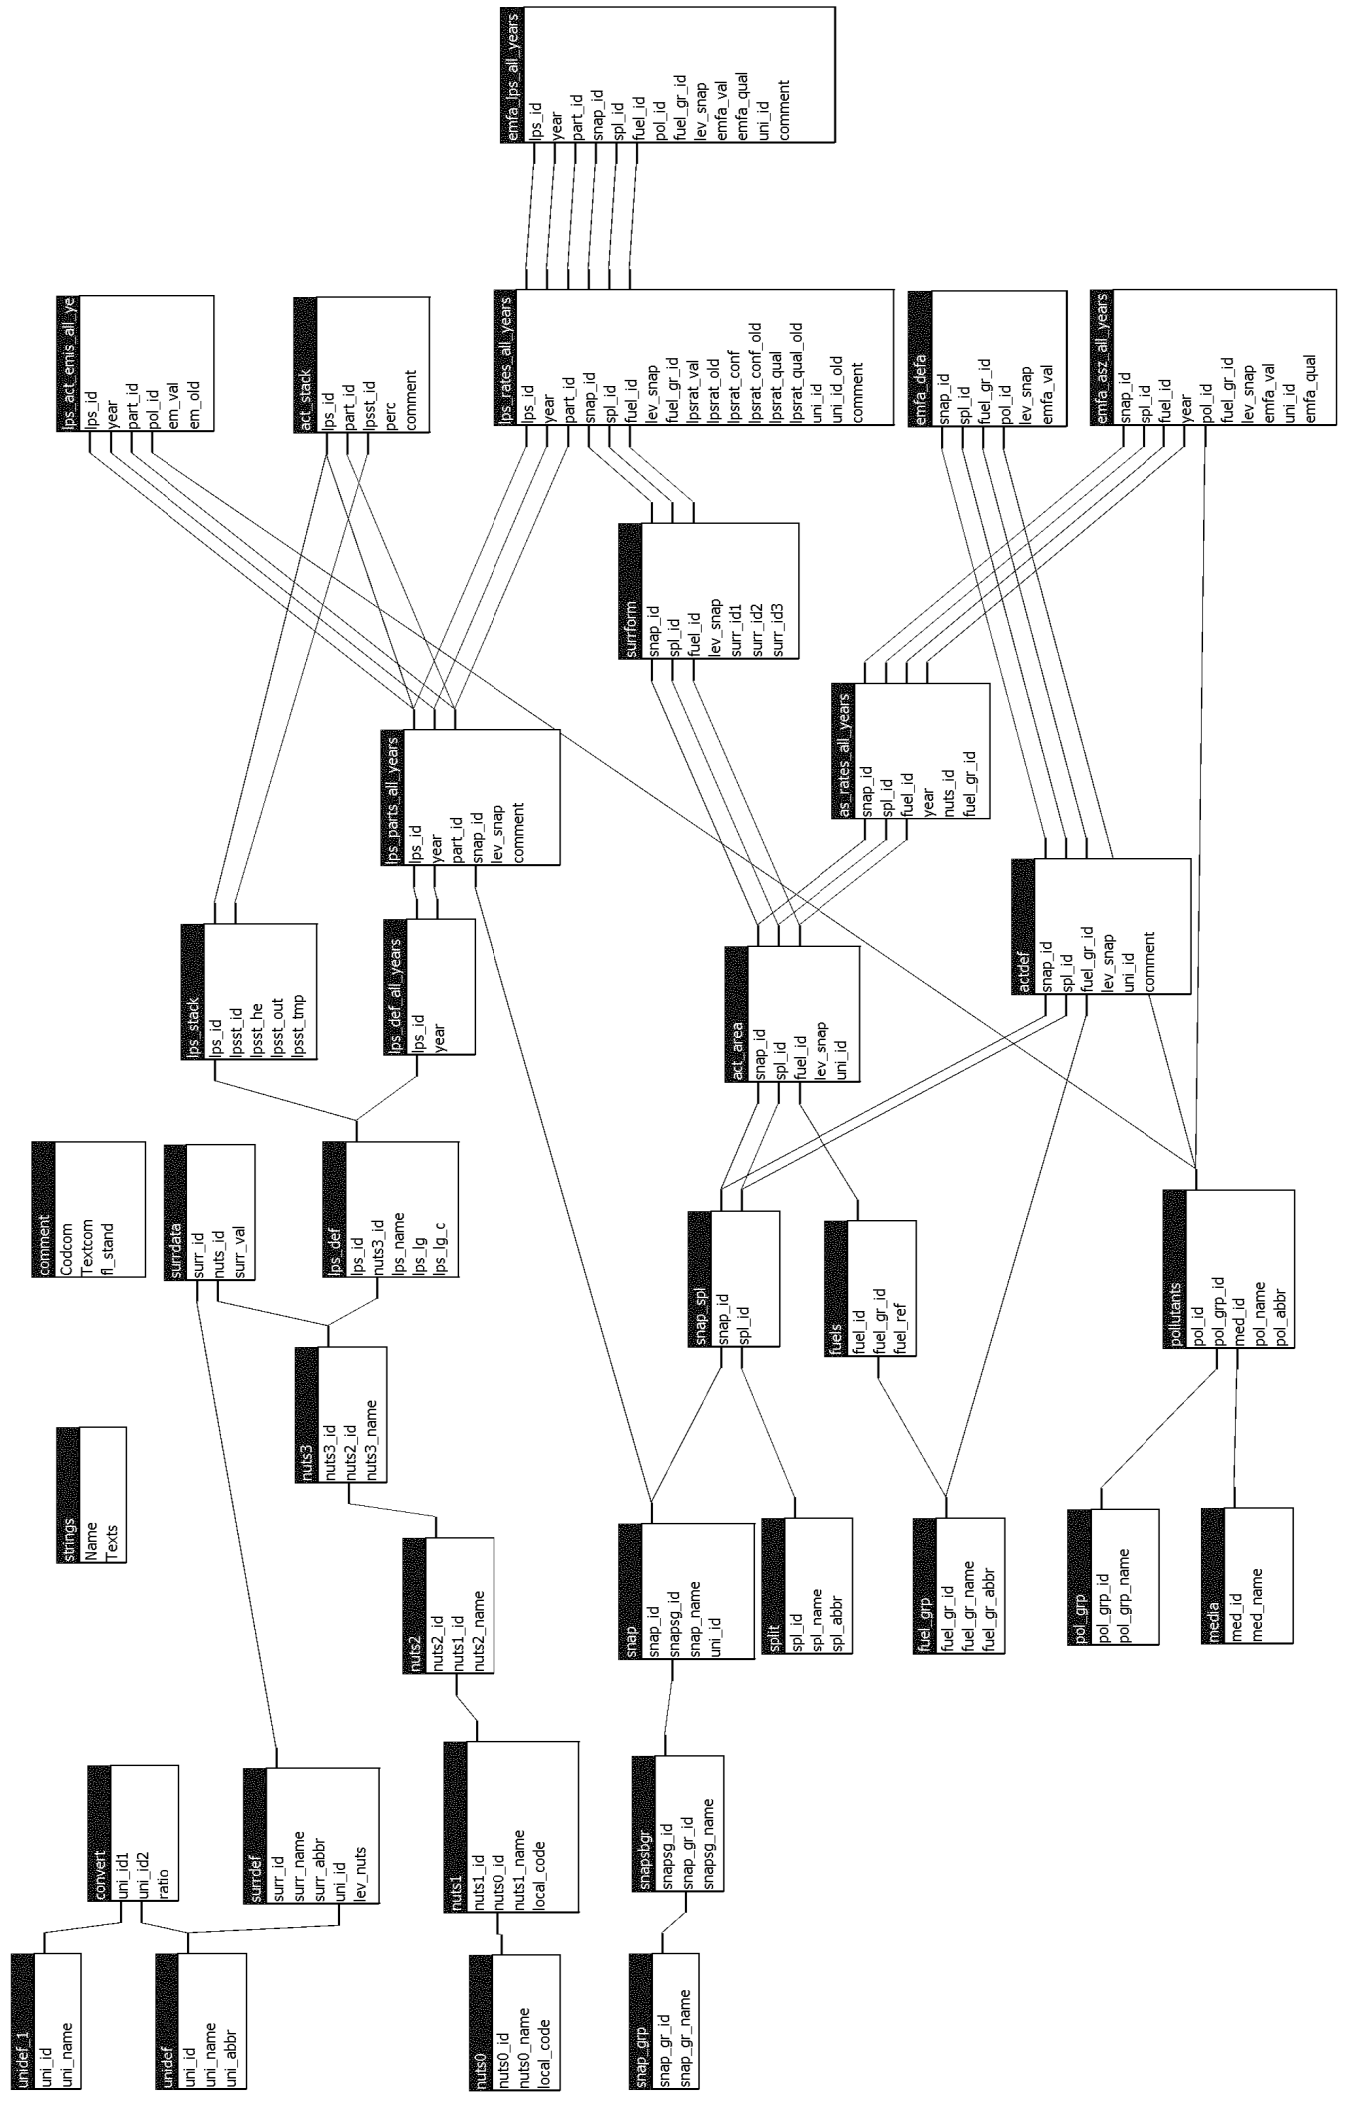 emfa_lps_all_years
lps_id
year
part_id
snap_id
spl_id
fuel_id
pol_id
fuel_gr_id
lev_snap
emfa_val
emfa_qual
uni_id
comment
lps_act_emis_all_ye
lps_id
year
part_id
pol_id
em_val
em_old
act_stack
lps_id
part_id
lpsst_id
perc
comment
lps_rates_all_years
lps_id
year
part_id
snap_id
spl_id
fuel_id
lev_snap
fuel_gr_id
lpsrat_val
lpsrat_old
lpsrat_conf
lpsrat_conf_old
lpsrat_qual
lpsrat_qual_old
uni_id
uni_id_old
comment
emfa_defa
snap_id
spl_id
fuel_gr_id
pol_id
lev_snap
emfa_val
emfa_asz_all_years
snap_id
spl_id
fuel_id
year
pol_id
fuel_gr_id
lev_snap
emfa_val
uni_id
emfa_qual
surrform
snap_id
spl_id
fuel_id
lev_snap
surr_id1
surr_id2
surr_id3
lps_parts_all_years
lps_id
year
part_id
snap_id
lev_snap
comment
as_rates_all_years
snap_id
spl_id
fuel_id
year
nuts_id
fuel_gr_id
actdef
snap_id
spl_id
fuel_gr_id
lev_snap
uni_id
comment
lps_stack
lps_id
lpsst_id
lpsst_he
lpsst_out
lpsst_tmp
lps_def_all_years
lps_id
year
act_area
snap_id
spl_id
fuel_id
lev_snap
uni_id
comment
Codcom
Textcom
fl_stand
surrdata
surr_id
nuts_id
surr_val
lps_def
lps_id
nuts3_id
lps_name
lps_lg
lps_lg_c
snap_spl
snap_id
spl_id
fuels
fuel_id
fuel_gr_id
fuel_ref
pollutants
pol_id
pol_grp_id
med_id
pol_name
pol_abbr
strings
Name
Texts
nuts3
nuts3_id
nuts2_id
nuts3_name
nuts2
nuts2_id
nuts1_id
nuts2_name
snap
snap_id
snapsg_id
snap_name
uni_id
split
spl_id
spl_name
spl_abbr
fuel_grp
fuel_gr_id
fuel_gr_name
fuel_gr_abbr
pol_grp
pol_grp_id
pol_grp_name
media
med_id
med_name
convert
uni_id1
uni_id2
ratio
surrdef
surr_id
surr_name
surr_abbr
uni_id
lev_nuts
nuts1
nuts1_id
nuts0_id
nuts1_name
local_code
snapsbgr
snapsg_id
snap_gr_id
snapsg_name
unidef_1
uni_id
uni_name
unidef
uni_id
uni_name
uni_abbr
nuts0
nuts0_id
nuts0_name
local_code
snap_grp
snap_gr_id
snap_gr_name